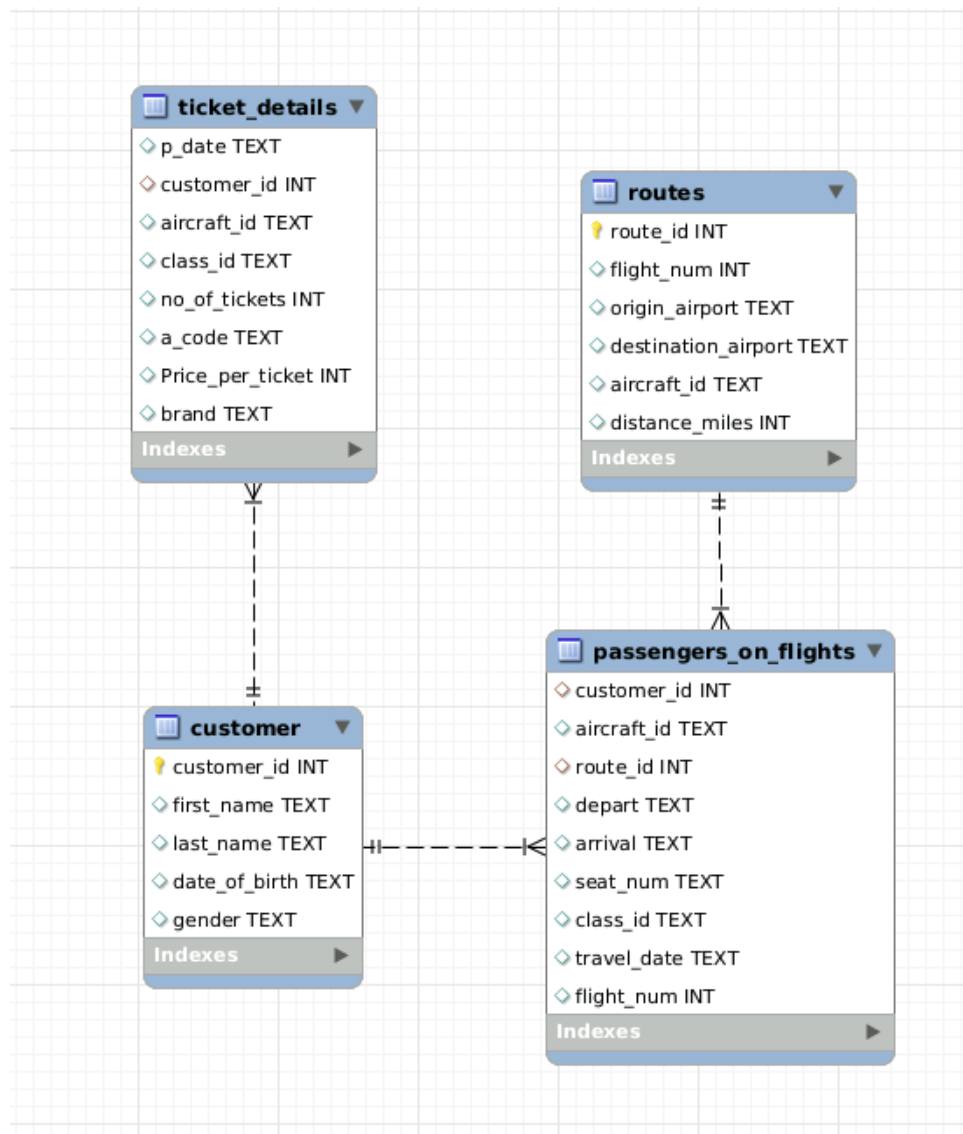 ticket_details
p_date TEXT
customer_id INT
aircraft_id TEXT
class_id TEXT
no_of_tickets INT
a_code TEXT
Price_per_ticket INT
brand TEXT
Indexes
routes
route_id INT
flight_num INT
origin_airport TEXT
destination_airport TEXT
aircraft_id TEXT
distance_miles INT
Indexes
customer
customer_id INT
first_name TEXT
last_name TEXT
date_of_birth TEXT
gender TEXT
Indexes
passengers_on_flights
customer_id INT
aircraft_id TEXT
route_id INT
depart TEXT
arrival TEXT
seat_num TEXT
class_id TEXT
travel_date TEXT
flight_num INT
Indexes